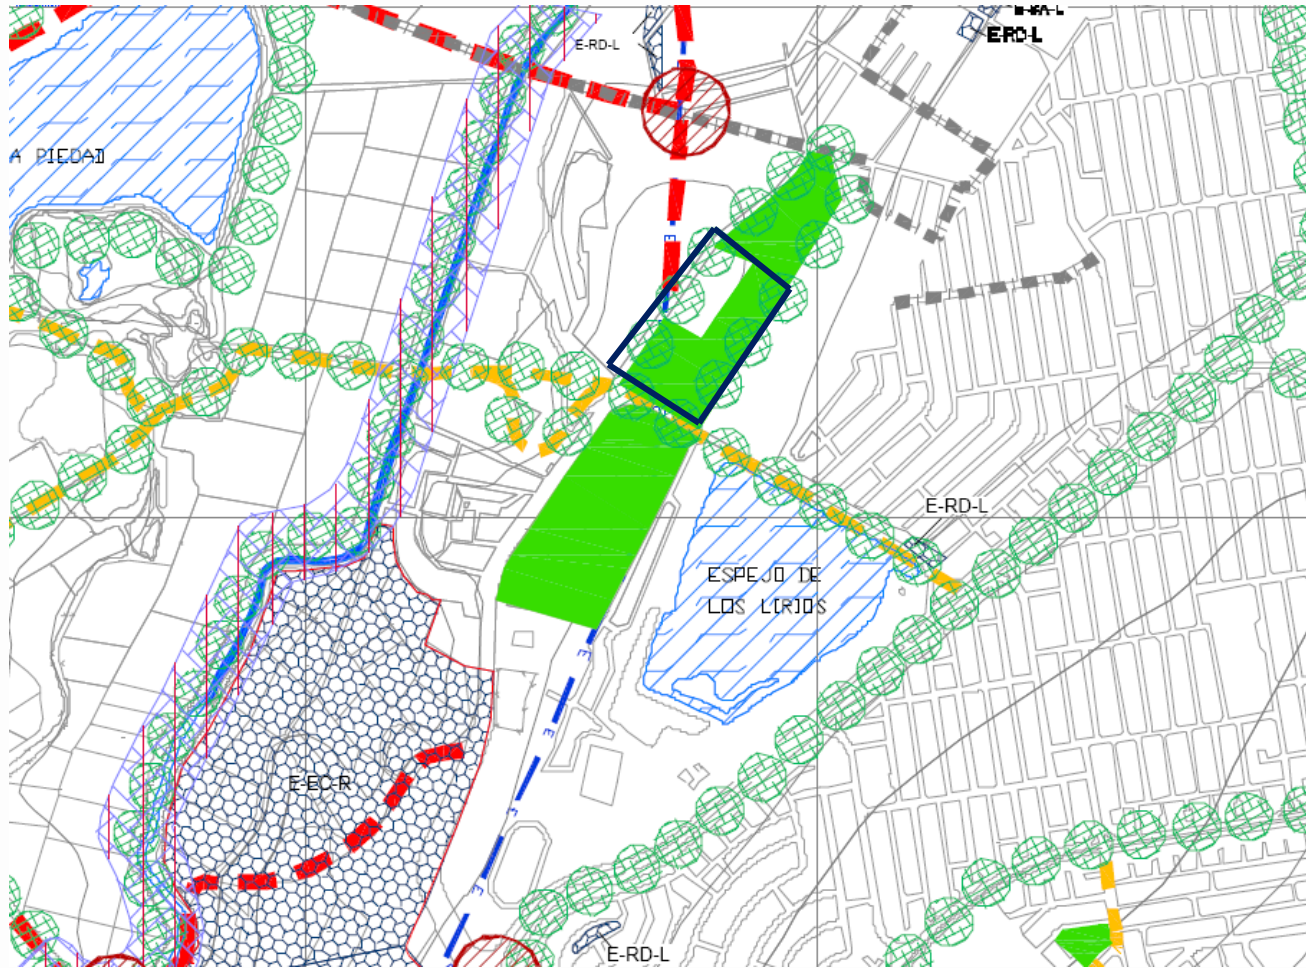 E-RD-L
E-RD-L
A PIEDAD
E
E-RD-L
ESPEJO DE
LOS LIRIOS
E
E
E-EC-R
E
E-RD-L